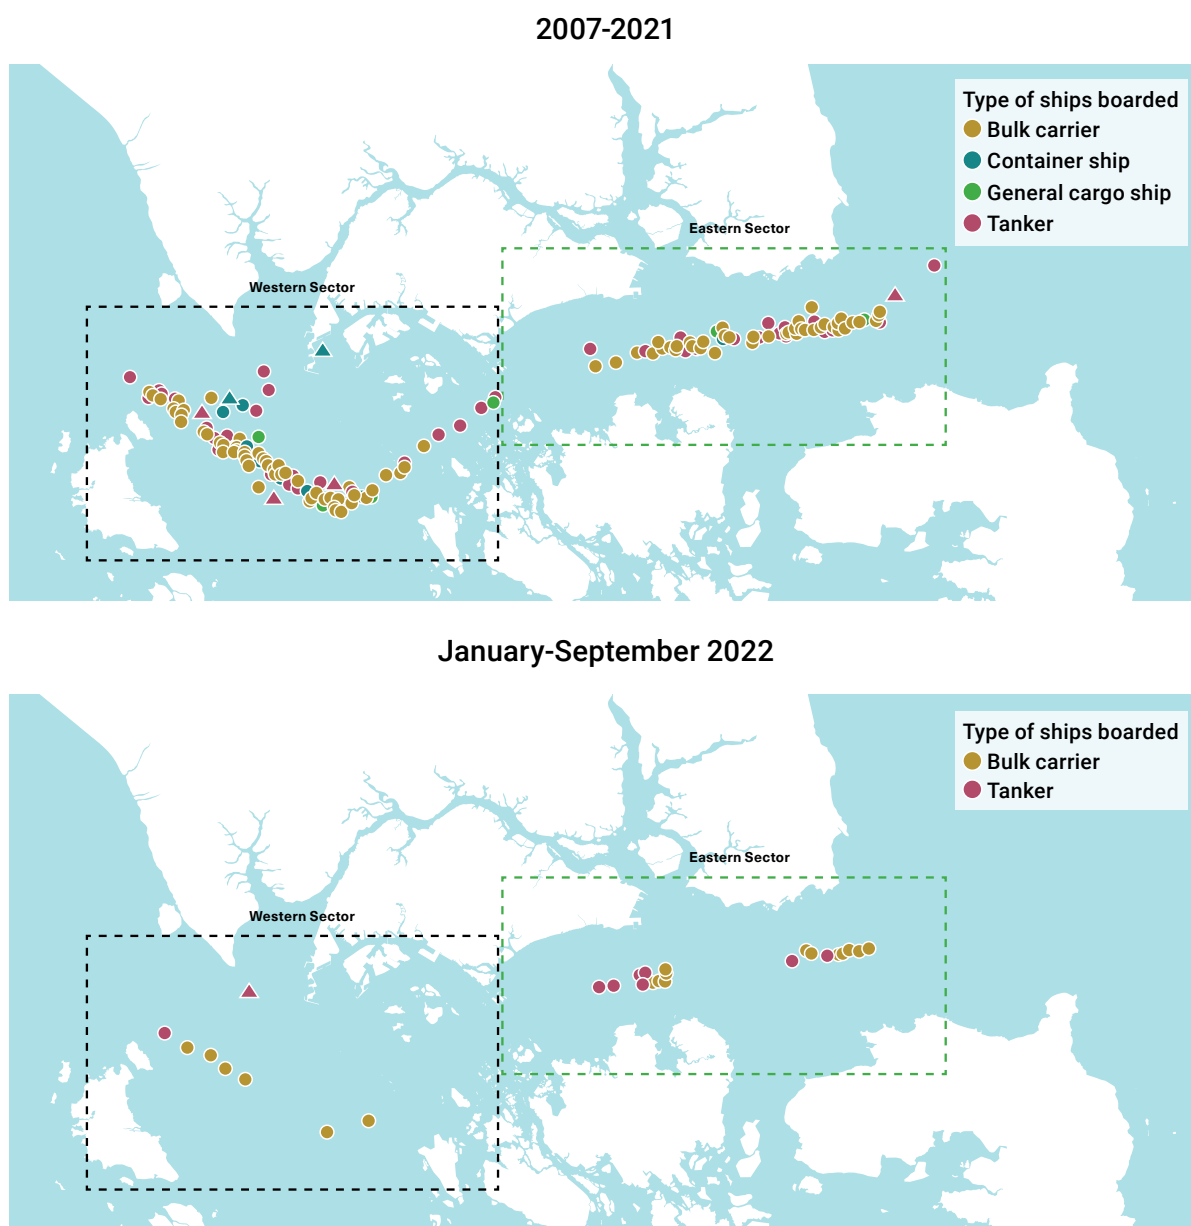 2007-2021
Type of ships boarded
Bulk carrier
Container ship
General cargo ship
Tanker
Eastern Sector
Western Sector
January-September 2022
Type of ships boarded
Bulk carrier
Tanker
Eastern Sector
Western Sector